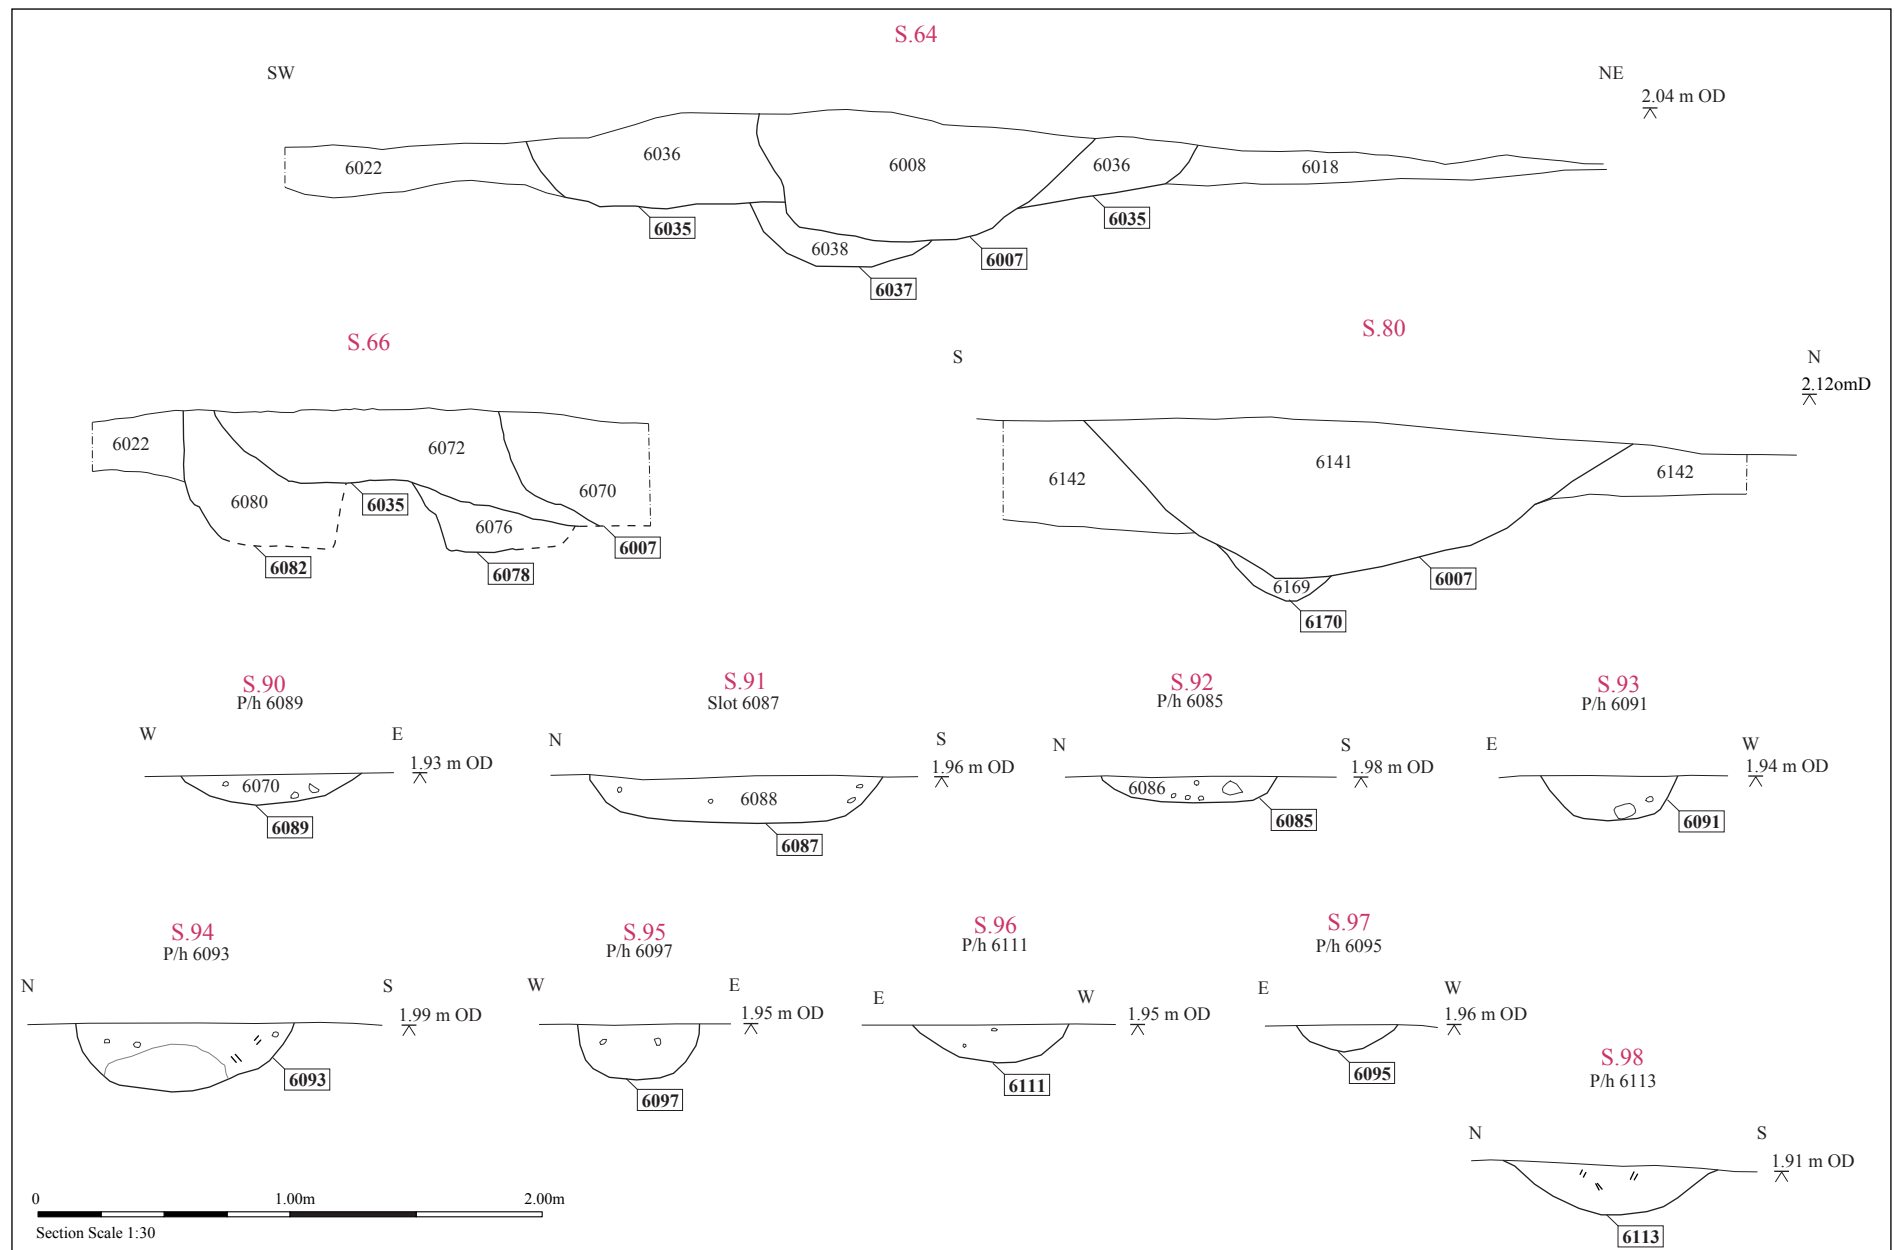 S.64
SW
NE
2.04 m OD
6022
6036
6008
6036
6018
6035
6038
6007
6035
6037
S.66
6022
6072
6080
6070
6035
6076
6082
6078
6007
S.80
S
N
2.12omD
6142
6141
6142
6169
6007
6170
S.90
P/h 6089
W
E
1.93 m OD
6070
6089
S.91
Slot 6087
N
S
1.96 m OD
6088
6087
S.92
P/h 6085
N
S
1.98 m OD
6086
6085
S.93
P/h 6091
E
W
1.94 m OD
6091
S.94
P/h 6093
N
S
1.99 m OD
6093
S.95
P/h 6097
W
E
1.95 m OD
6097
S.96
P/h 6111
E
W
1.95 m OD
6111
S.97
P/h 6095
E
W
1.96 m OD
6095
S.98
P/h 6113
N
S
1.91 m OD
6113
0 1.00m 2.00m
Section Scale 1:30